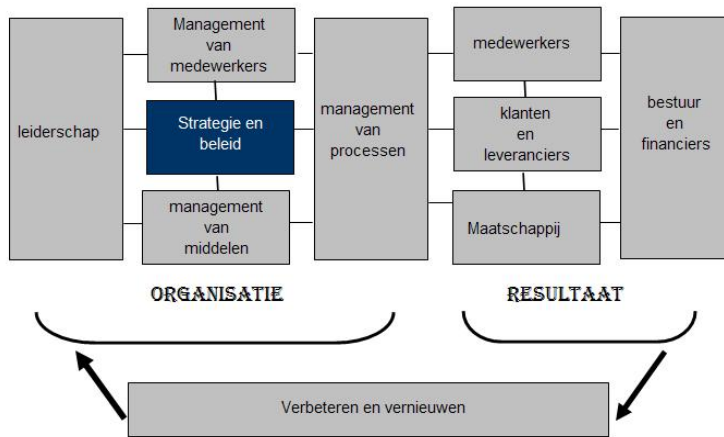 leiderschap
Management
van
medewerkers
Strategie en
beleid
management
van
middelen
management
van
processen
medewerkers
klanten
en
leveranciers
Maatschappij
bestuur
en
financiers
ORGANISATIE
RESULTAAT
Verbeteren en vernieuwen